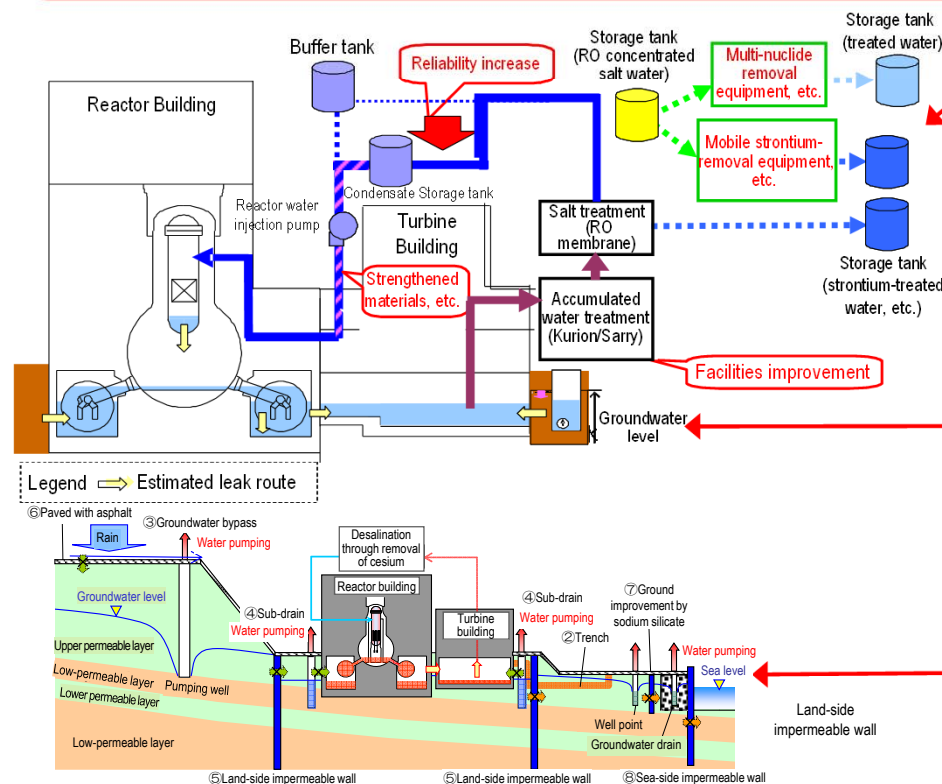 Storage tank
(treated water)
Storage tank
(RO concentrated
salt water)
Buffer tank
Reliability increase
Multi-nuclide
removal
equipment, etc.
Reactor Building
Mobile strontium-
removal equipment,
etc.
Condensate Storage tank
Reactor water
injection pump
Turbine
Building
Salt treatment
(RO
membrane)
Strengthened
materials, etc.
Storage tank
(strontium-treated
water, etc.)
Accumulated
water treatment
(Kurion/Sarry)
Facilities improvement
Groundwater
level
Legend
Estimated leak route
⑥Paved with asphalt
Rain
③Groundwater bypass
Water pumping
Desalination
through removal
of cesium
Reactor building
Groundwater level
④Sub-drain
Water pumping
Turbine
building
④Sub-drain
Water pumping
②Trench
⑦Ground
improvement by
sodium silicate
Water pumping
Sea level
Upper permeable layer
Low-permeable layer
Pumping well
Lower permeable layer
Low-permeable layer
Well point
Groundwater drain
Land-side
impermeable wall
⑤Land-side impermeable wall
⑤Land-side impermeable wall
⑧Sea-side impermeable wall